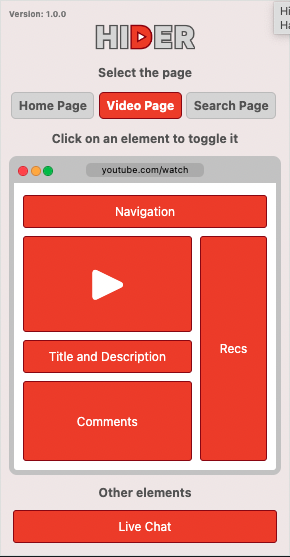 Version: 1.0.0
Hi
Ha
HIDER
Select the page
Home Page
Video Page
Search Page
Click on an element to toggle it
youtube.com/watch
Navigation
Recs
Title and Description
Comments
Other elements
Live Chat